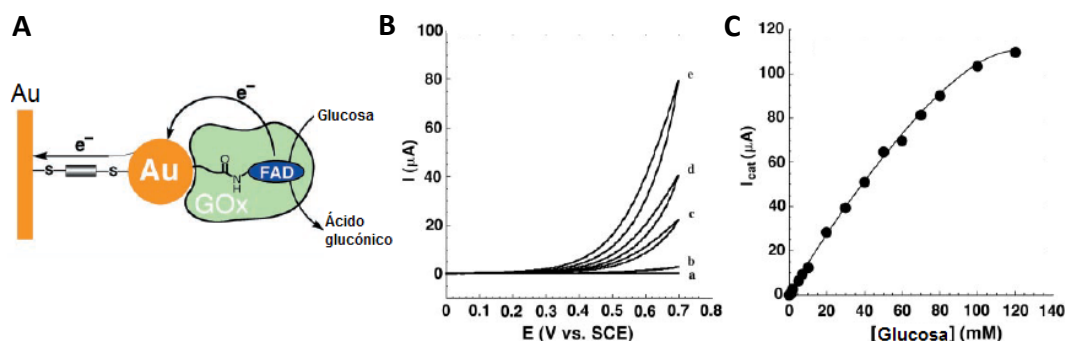 A
Au
e⁻
e⁻
S
S
Au
O
N
H
FAD
GOx
Glucosa
Ácido
glucónico
B
I (μA)
100
80
60
40
20
0
e
d
c
b
a
0 0.1 0.2 0.3 0.4 0.5 0.6 0.7 0.8
E (V vs. SCE)
C
Icat (μA)
120
100
80
60
40
20
0
0 20 40 60 80 100 120 140
[Glucosa] (mM)